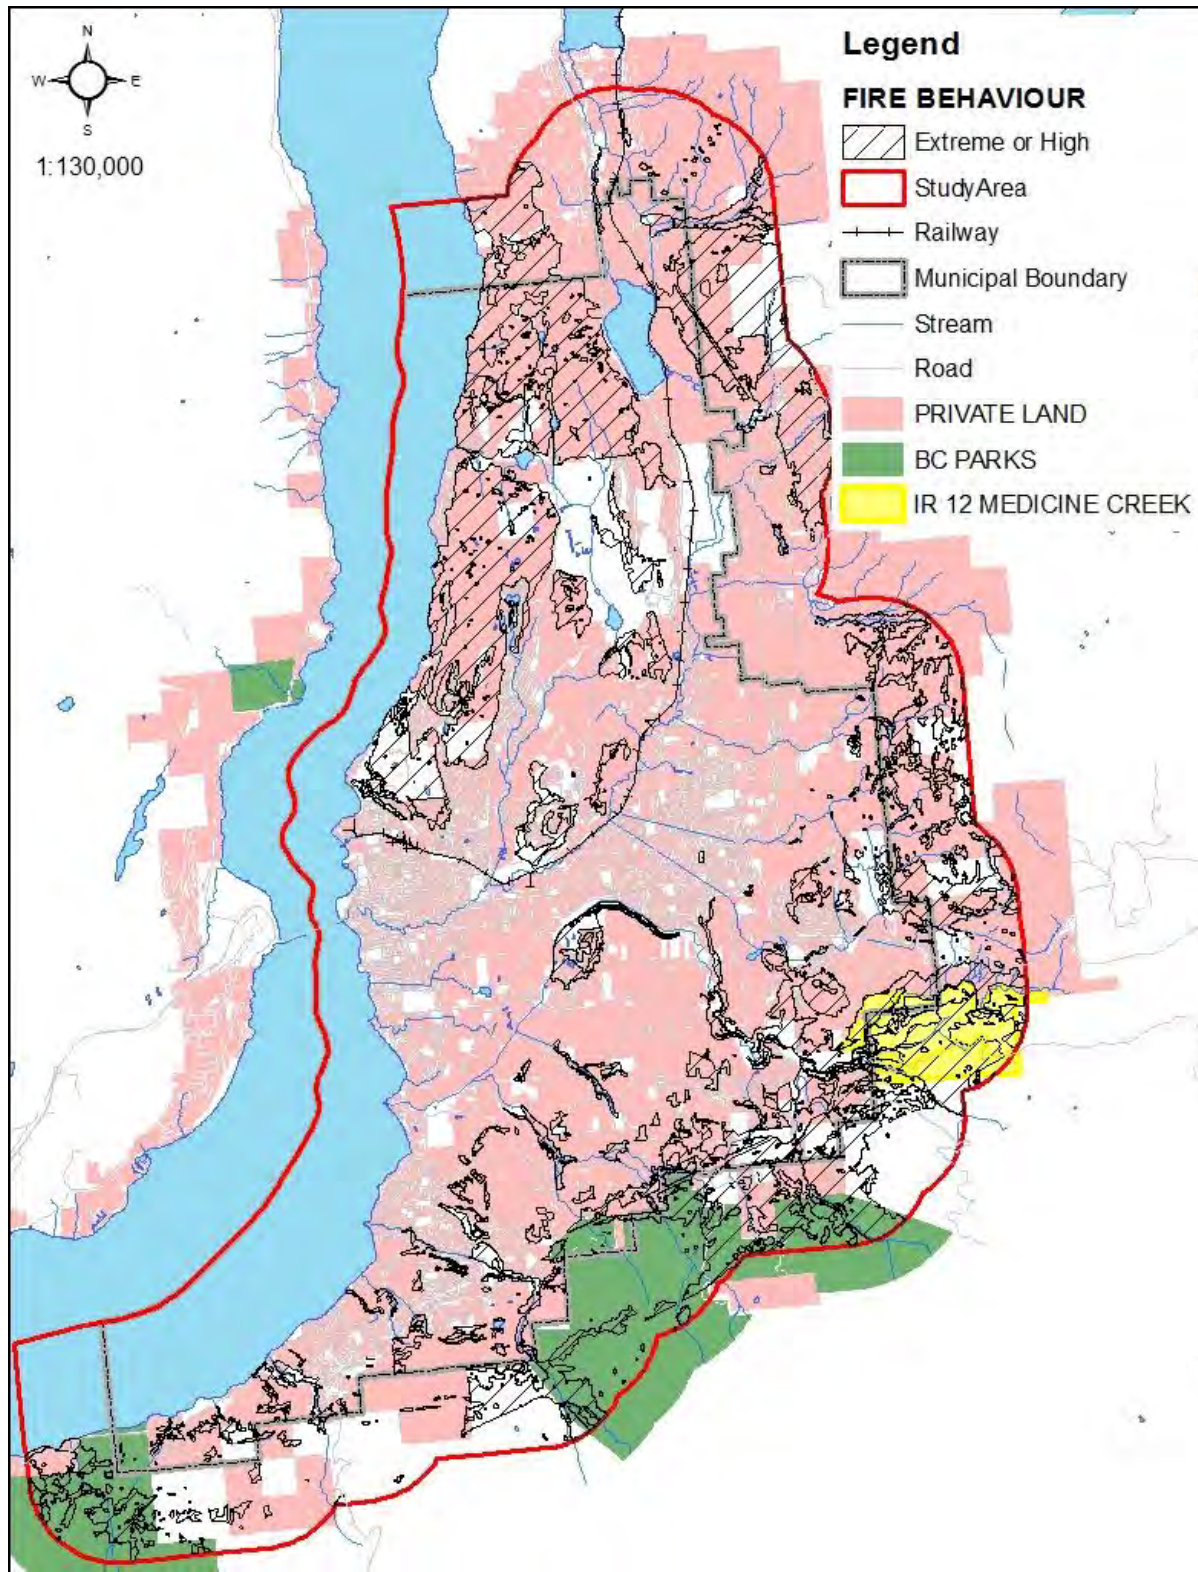 N
W E
S
1:130,000
Legend
FIRE BEHAVIOUR
Extreme or High
StudyArea
Railway
Municipal Boundary
Stream
Road
PRIVATE LAND
BC PARKS
IR 12 MEDICINE CREEK